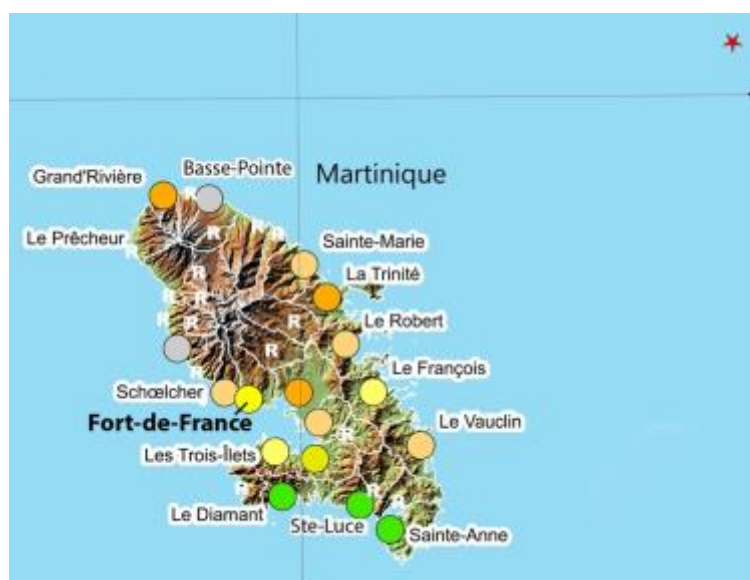 Martinique
Basse-Pointe
Grand'Rivière
Le Prêcheur
Sainte-Marie
La Trinité
Le Robert
Le François
Schœlcher
Fort-de-France
Le Vauclin
Les Trois-Îlets
Le Diamant
Ste-Luce
Sainte-Anne
R
R
R
R
R
R
R
R
R
R
R
R
R
R